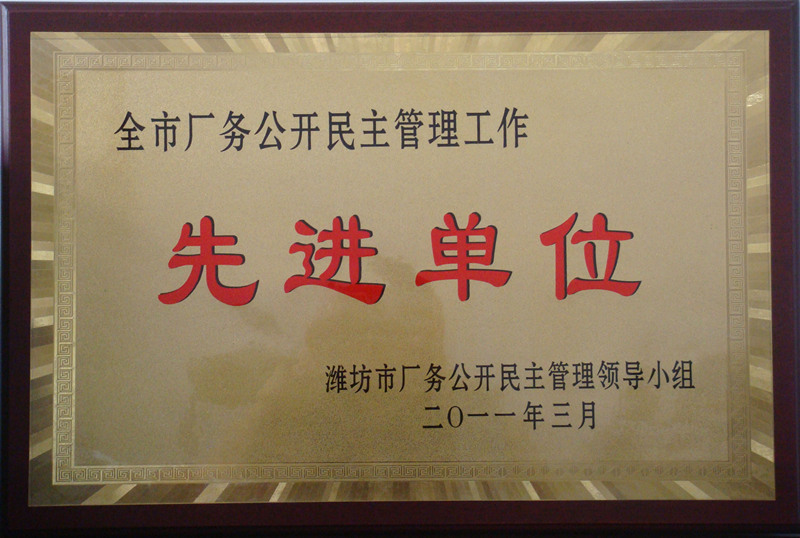 全市厂务公开民主管理工作
先进单位
潍坊市厂务公开民主管理领导小组
二〇一一年三月